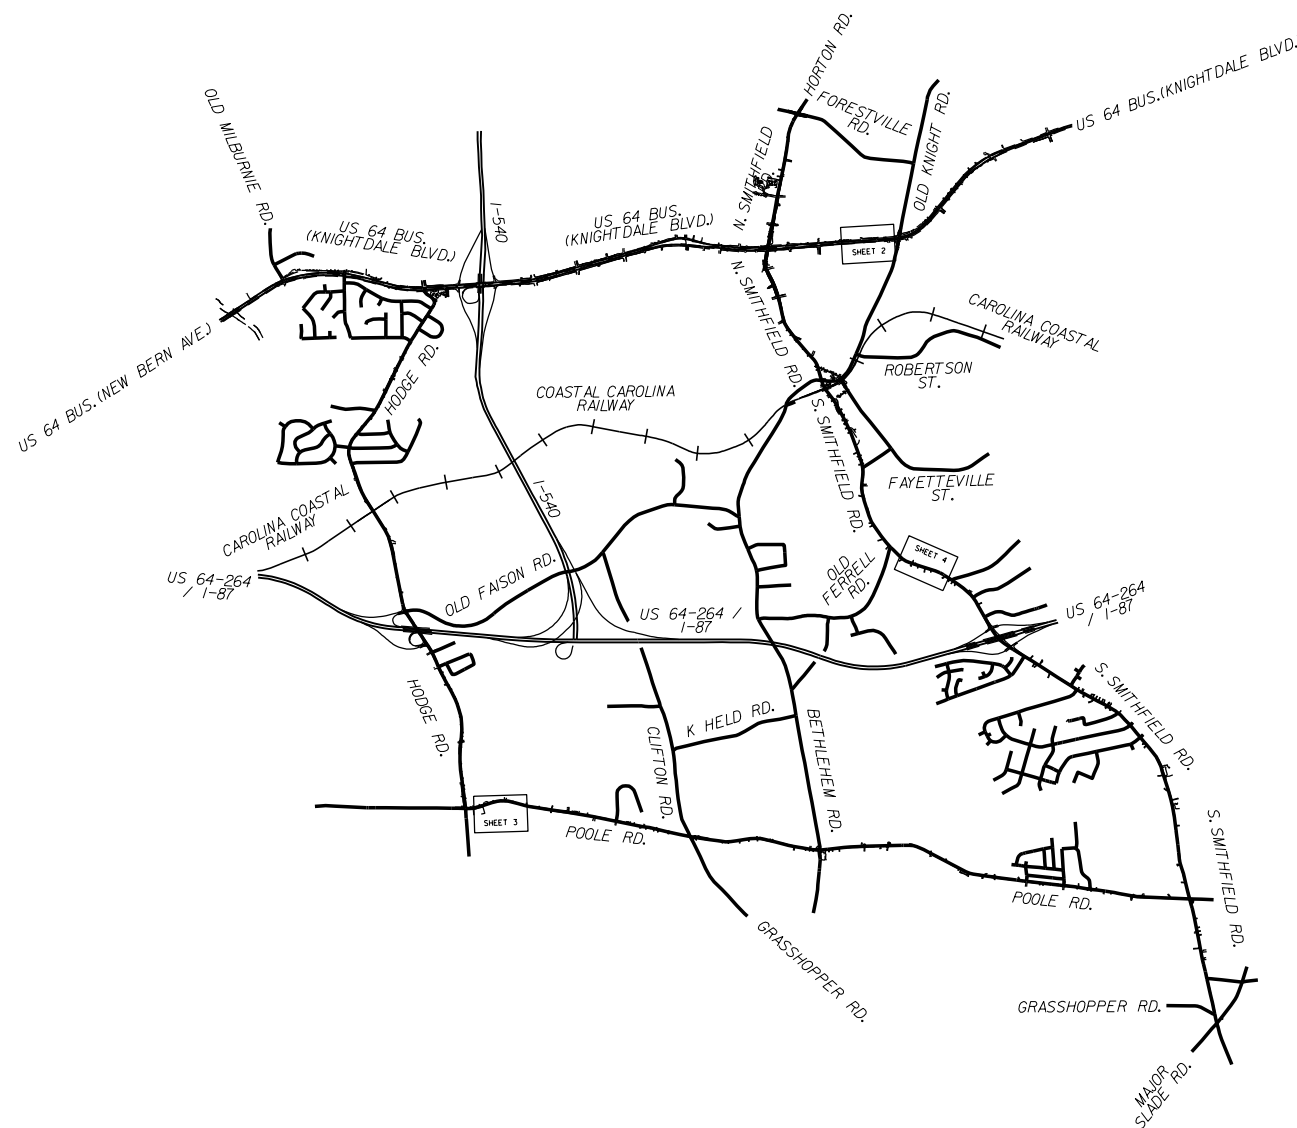 HORTON RD.
US 64 BUS.(KNIGHTDALE BLVD.
FORESTVILLE
RD.
OLD KNIGHT RD.
OLD MILBURNIE RD.
N. SMITHFIELD
I-540
US 64 BUS.
(KNIGHTDALE BLVD.)
US 64 BUS.
(KNIGHTDALE BLVD.)
SHEET 2
N. SMITHFIELD RD.
CAROLINA COASTAL
RAILWAY
US 64 BUS.(NEW BERN AVE.)
HODGE RD.
ROBERTSON
ST.
COASTAL CAROLINA
RAILWAY
S. SMITHFIELD RD.
FAYETTEVILLE
ST.
I-540
CAROLINA COASTAL
RAILWAY
US 64-264
/ I-87
OLD FAISON RD.
OLD
FERRELL
RD.
SHEET 4
US 64-264 /
I-87
US 64-264
/ I-87
HODGE RD.
S. SMITHFIELD RD.
K HELD RD.
CLIFTON RD.
BETHLEHEM RD.
SHEET 3
POOLE RD.
S. SMITHFIELD RD.
POOLE RD.
GRASSHOPPER RD.
GRASSHOPPER RD.
MAJOR
SLADE RD.